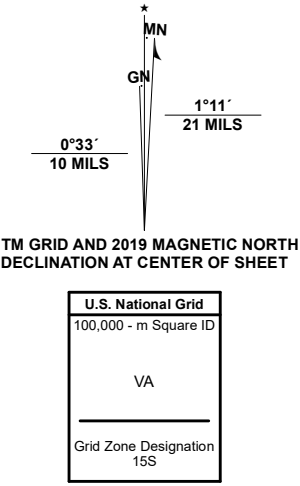 MN
GN
1°11´
21 MILS
0°33´
10 MILS
TM GRID AND 2019 MAGNETIC NORTH
DECLINATION AT CENTER OF SHEET
U.S. National Grid
100,000 - m Square ID
VA
Grid Zone Designation
15S